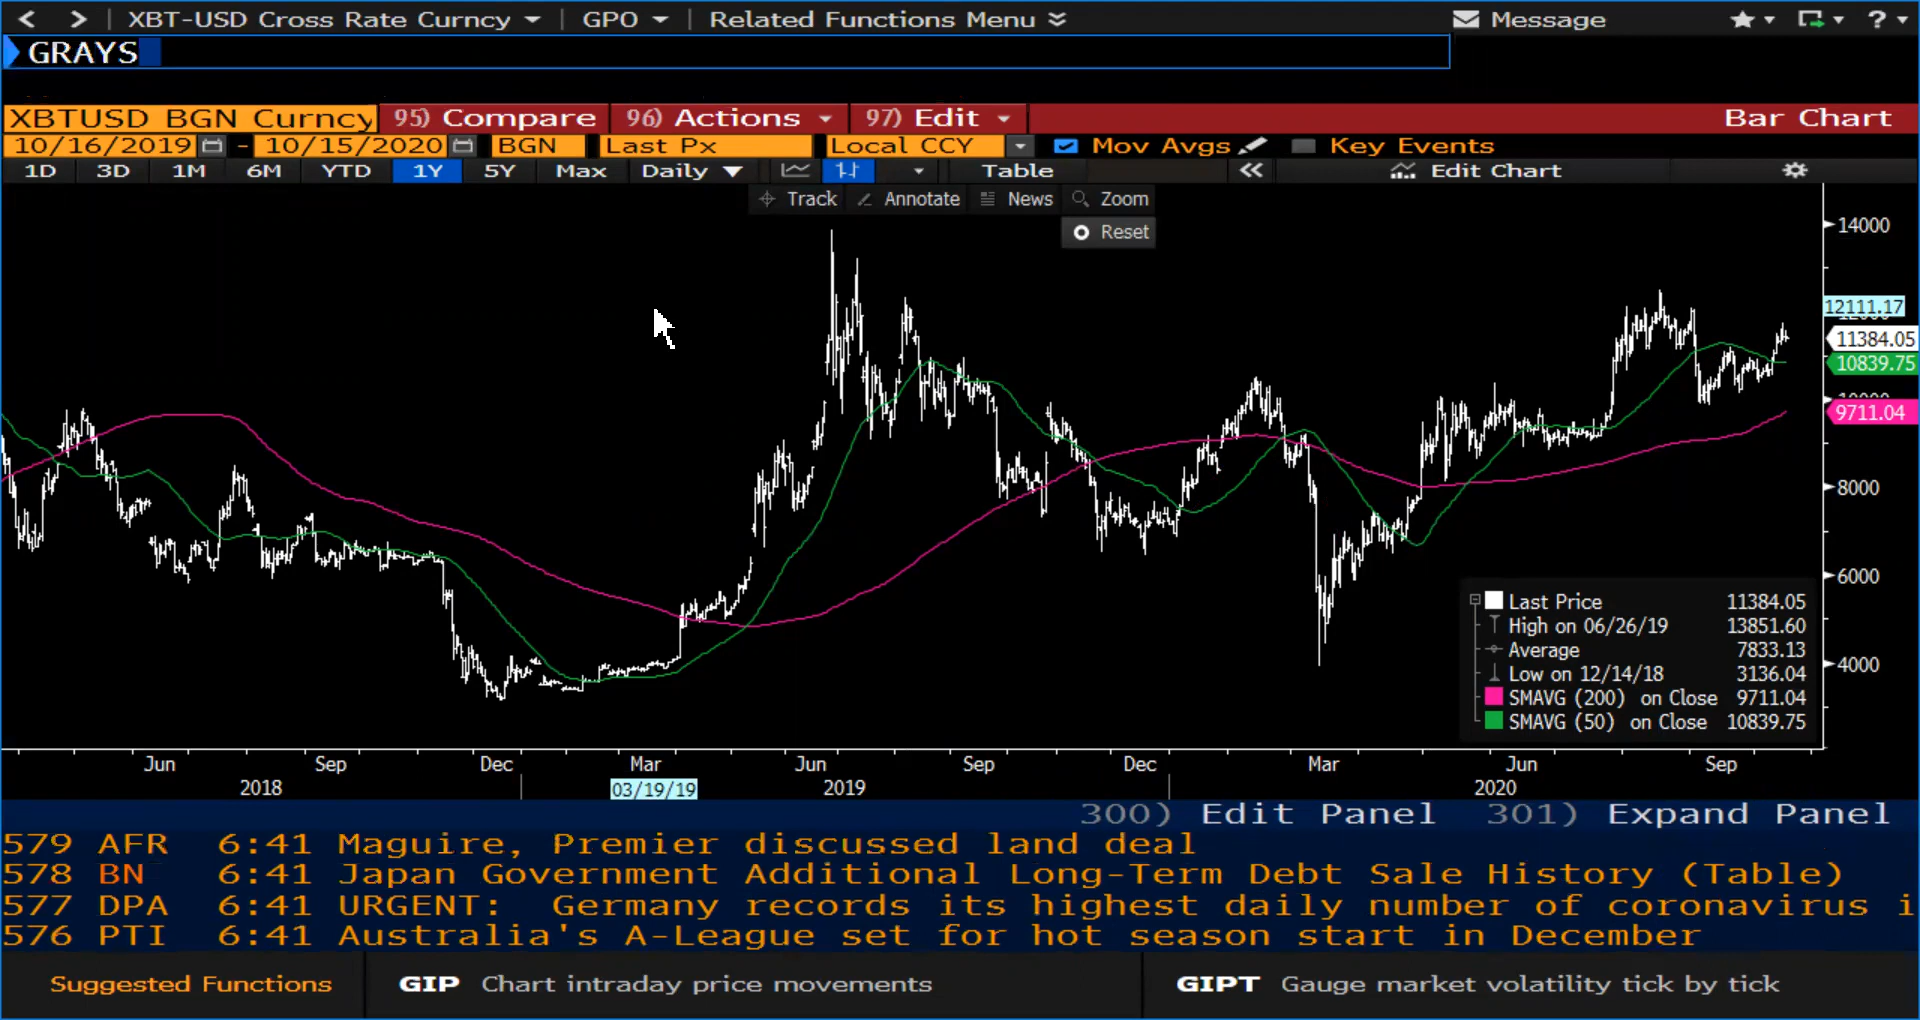 < > XBT-USD Cross Rate Curncy GPO Related Functions Menu Message ?
GRAYS
XBTUSD BGN Curncy 95) Compare 96) Actions 97) Edit Bar Chart
10/16/2019 - 10/15/2020 BGN Last Px Local CCY Mov Avgs Key Events
1D 3D 1M 6M YTD 1Y 5Y Max Daily Table Edit Chart
Track Annotate News Zoom
Reset
14000
12111.17
11384.05
10839.75
9711.04
8000
6000
4000
Last Price 11384.05
High on 06/26/19 13851.60
Average 7833.13
Low on 12/14/18 3136.04
SMAVG (200) on Close 9711.04
SMAVG (50) on Close 10839.75
Jun Sep Dec Mar Jun Sep Dec Mar Jun Sep
2018 03/19/19 2019 2020
300) Edit Panel 301) Expand Panel
579 AFR 6:41 Maguire, Premier discussed land deal
578 BN 6:41 Japan Government Additional Long-Term Debt Sale History (Table)
577 DPA 6:41 URGENT: Germany records its highest daily number of coronavirus i
576 PTI 6:41 Australia's A-League set for hot season start in December
Suggested Functions GIP Chart intraday price movements GIPT Gauge market volatility tick by tick